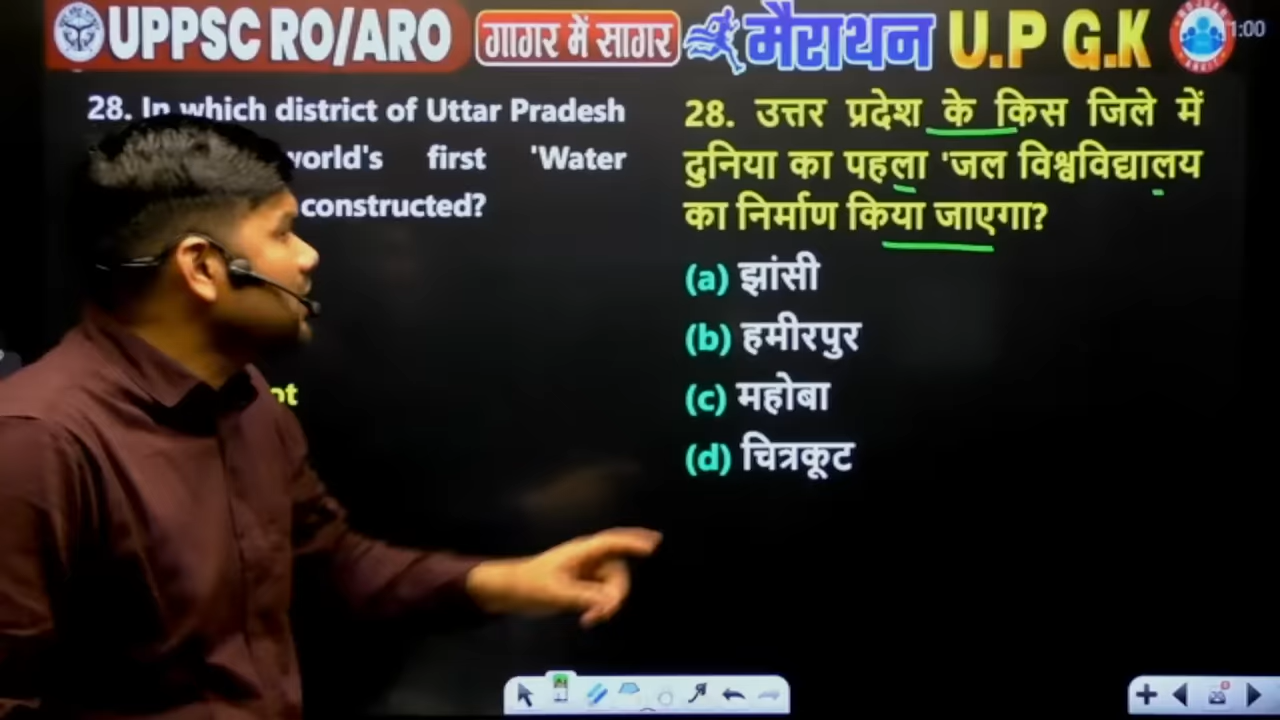 UPPSC RO/ARO गागर में सागर मैराथन U.P G.K 1:00
28. In which district of Uttar Pradesh
world's first 'Water
constructed?
28. उत्तर प्रदेश के किस जिले में
दुनिया का पहला 'जल विश्वविद्यालय
का निर्माण किया जाएगा?
(a) झांसी
(b) हमीरपुर
(c) महोबा
(d) चित्रकूट